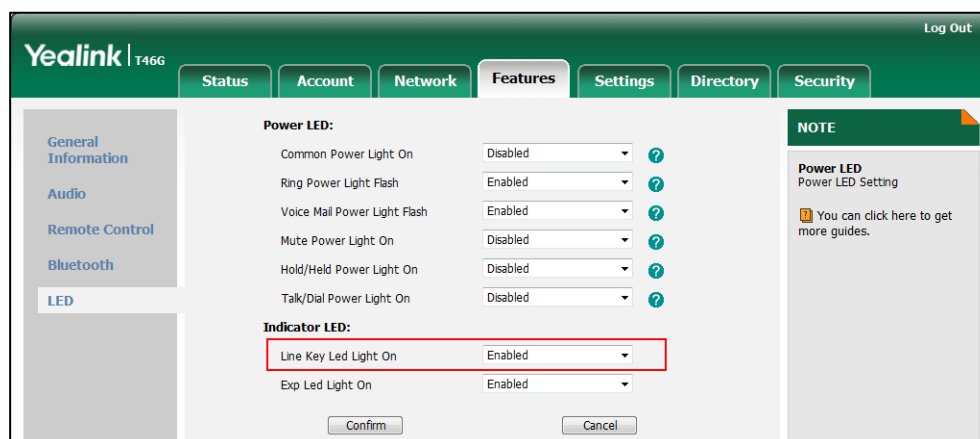 Log Out
Yealink | T46G
Status Account Network Features Settings Directory Security
General
Information
Audio
Remote Control
Bluetooth
LED
Power LED:
Common Power Light On Disabled ?
Ring Power Light Flash Enabled ?
Voice Mail Power Light Flash Enabled ?
Mute Power Light On Disabled ?
Hold/Held Power Light On Disabled ?
Talk/Dial Power Light On Disabled ?
Indicator LED:
Line Key Led Light On Enabled
Exp Led Light On Enabled
Confirm Cancel
NOTE
Power LED
Power LED Setting
? You can click here to get
more guides.